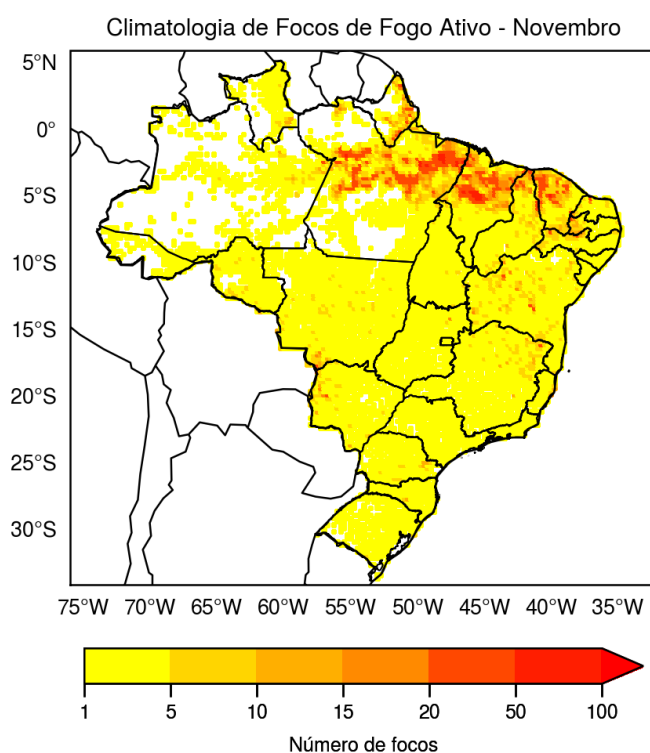 Climatologia de Focos de Fogo Ativo - Novembro
5°N
0°
5°S
10°S
15°S
20°S
25°S
30°S
75°W 70°W 65°W 60°W 55°W 50°W 45°W 40°W 35°W
1 5 10 15 20 50 100
Número de focos